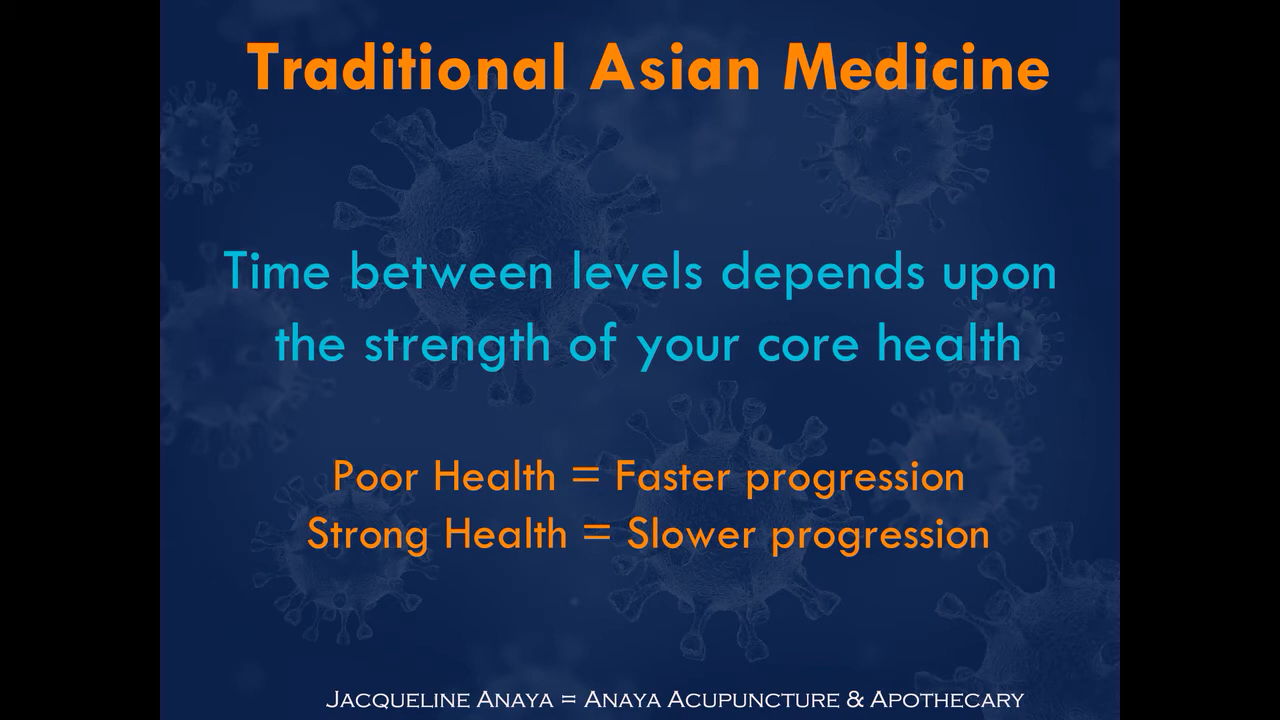 Traditional Asian Medicine
Time between levels depends upon
the strength of your core health
Poor Health = Faster progression
Strong Health = Slower progression
Jacqueline Anaya = Anaya Acupuncture & Apothecary